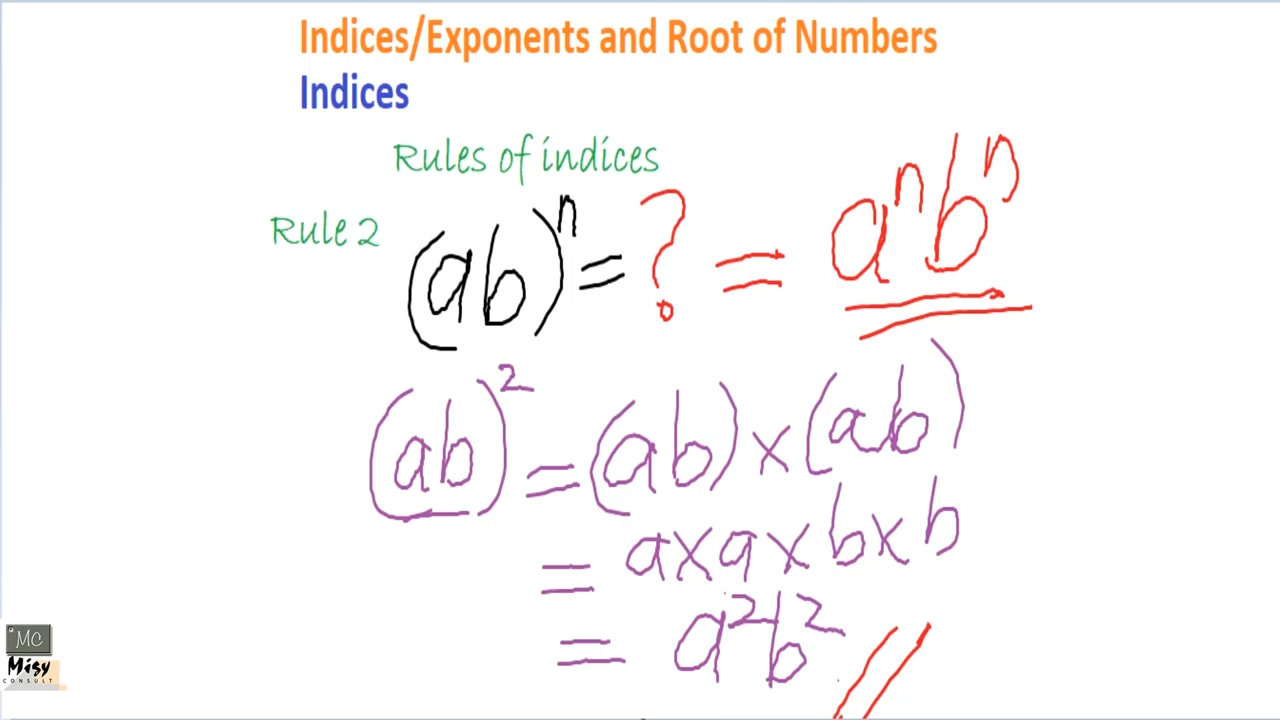 Indices/Exponents and Root of Numbers
Indices
Rules of indices
Rule 2 (ab)ⁿ = ? = aⁿbⁿ
(ab)² = (ab) × (ab)
= a×a×b×b
= a²b² //
MC
Misy
CONSULT